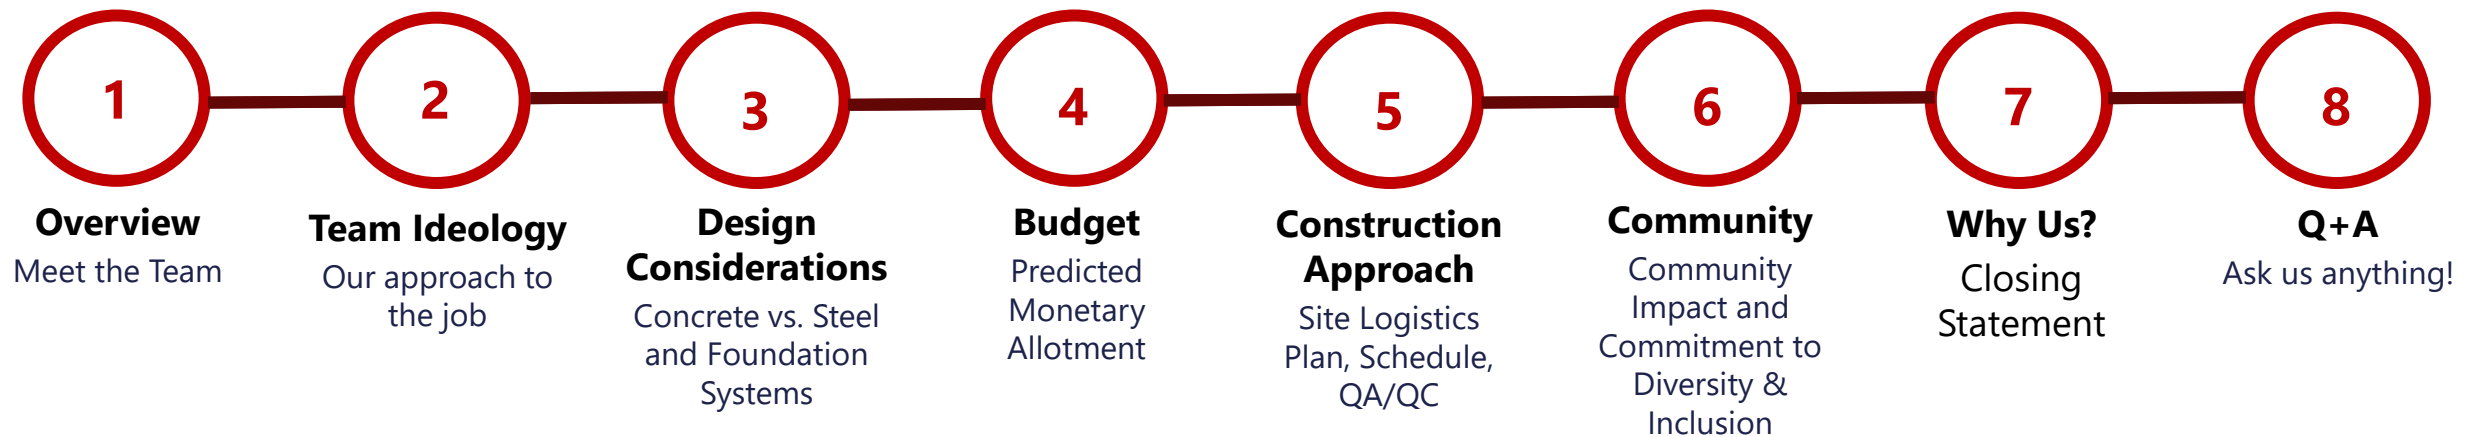 1
Overview
Meet the Team
2
Team Ideology
Our approach to
the job
3
Design
Considerations
Concrete vs. Steel
and Foundation
Systems
4
Budget
Predicted
Monetary
Allotment
5
Construction
Approach
Site Logistics
Plan, Schedule,
QA/QC
6
Community
Community
Impact and
Commitment to
Diversity &
Inclusion
7
Why Us?
Closing
Statement
8
Q+A
Ask us anything!